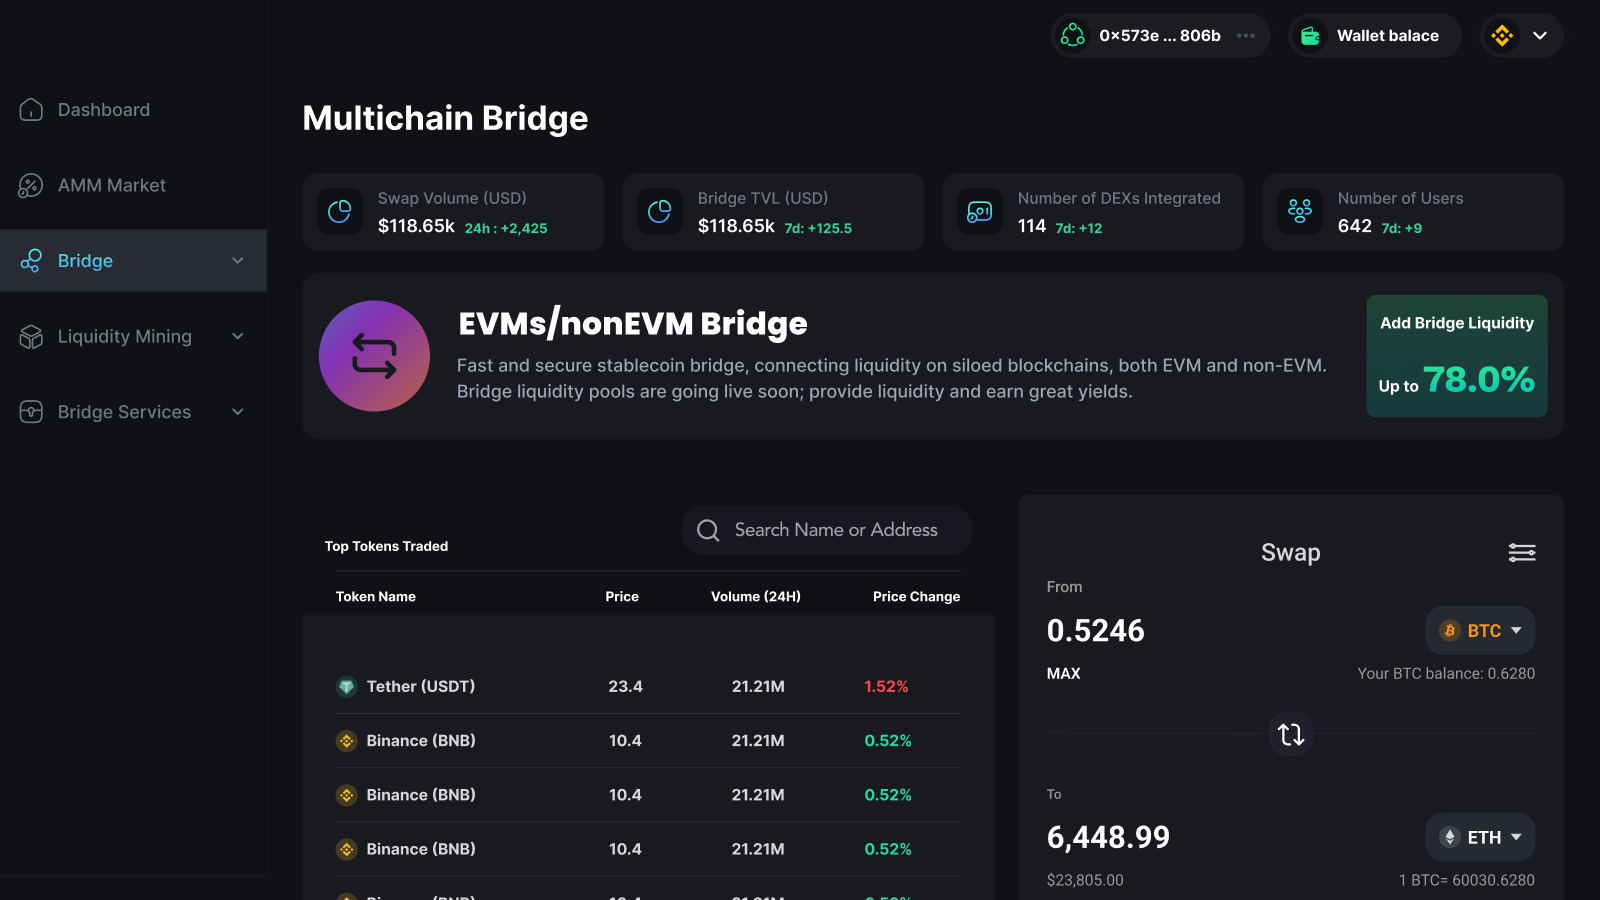 0×573e ... 806b
Wallet balace
Dashboard
AMM Market
Bridge
Liquidity Mining
Bridge Services
Multichain Bridge
Swap Volume (USD)
$118.65k 24h : +2,425
Bridge TVL (USD)
$118.65k 7d: +125.5
Number of DEXs Integrated
114 7d: +12
Number of Users
642 7d: +9
EVMs/nonEVM Bridge
Fast and secure stablecoin bridge, connecting liquidity on siloed blockchains, both EVM and non-EVM.
Bridge liquidity pools are going live soon; provide liquidity and earn great yields.
Add Bridge Liquidity
Up to 78.0%
Top Tokens Traded
Search Name or Address
Token Name Price Volume (24H) Price Change
Tether (USDT) 23.4 21.21M 1.52%
Binance (BNB) 10.4 21.21M 0.52%
Binance (BNB) 10.4 21.21M 0.52%
Binance (BNB) 10.4 21.21M 0.52%
Swap
From
0.5246 BTC
MAX Your BTC balance: 0.6280
To
6,448.99 ETH
$23,805.00 1 BTC= 60030.6280